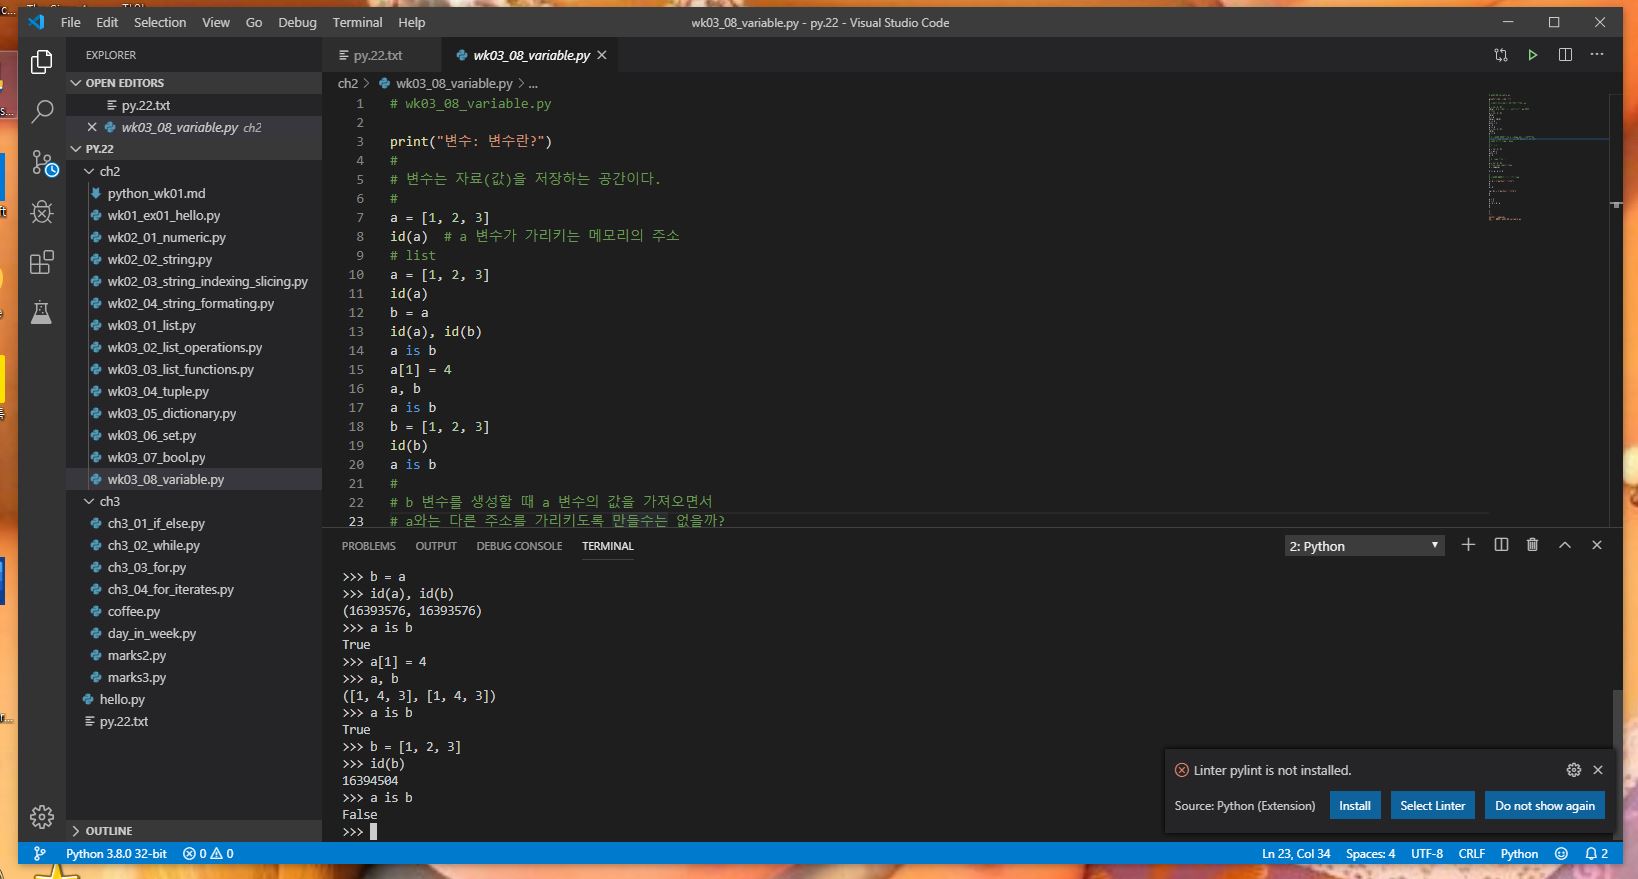 File Edit Selection View Go Debug Terminal Help
wk03_08_variable.py - py.22 - Visual Studio Code
EXPLORER
OPEN EDITORS
py.22.txt
wk03_08_variable.py ch2
PY.22
ch2
python_wk01.md
wk01_ex01_hello.py
wk02_01_numeric.py
wk02_02_string.py
wk02_03_string_indexing_slicing.py
wk02_04_string_formating.py
wk03_01_list.py
wk03_02_list_operations.py
wk03_03_list_functions.py
wk03_04_tuple.py
wk03_05_dictionary.py
wk03_06_set.py
wk03_07_bool.py
wk03_08_variable.py
ch3
ch3_01_if_else.py
ch3_02_while.py
ch3_03_for.py
ch3_04_for_iterates.py
coffee.py
day_in_week.py
marks2.py
marks3.py
hello.py
py.22.txt
OUTLINE
py.22.txt
wk03_08_variable.py
ch2 > wk03_08_variable.py > ...
1 # wk03_08_variable.py
2
3 print("변수: 변수란?")
4 #
5 # 변수는 자료(값)을 저장하는 공간이다.
6 #
7 a = [1, 2, 3]
8 id(a)  # a 변수가 가리키는 메모리의 주소
9 # list
10 a = [1, 2, 3]
11 id(a)
12 b = a
13 id(a), id(b)
14 a is b
15 a[1] = 4
16 a, b
17 a is b
18 b = [1, 2, 3]
19 id(b)
20 a is b
21 #
22 # b 변수를 생성할 때 a 변수의 값을 가져오면서
23 # a와는 다른 주소를 가리키도록 만들수는 없을까?
PROBLEMS OUTPUT DEBUG CONSOLE TERMINAL
2: Python
>>> b = a
>>> id(a), id(b)
(16393576, 16393576)
>>> a is b
True
>>> a[1] = 4
>>> a, b
([1, 4, 3], [1, 4, 3])
>>> a is b
True
>>> b = [1, 2, 3]
>>> id(b)
16394504
>>> a is b
False
>>>
Linter pylint is not installed.
Source: Python (Extension)
Install
Select Linter
Do not show again
Python 3.8.0 32-bit 0 0
Ln 23, Col 34 Spaces: 4 UTF-8 CRLF Python 2